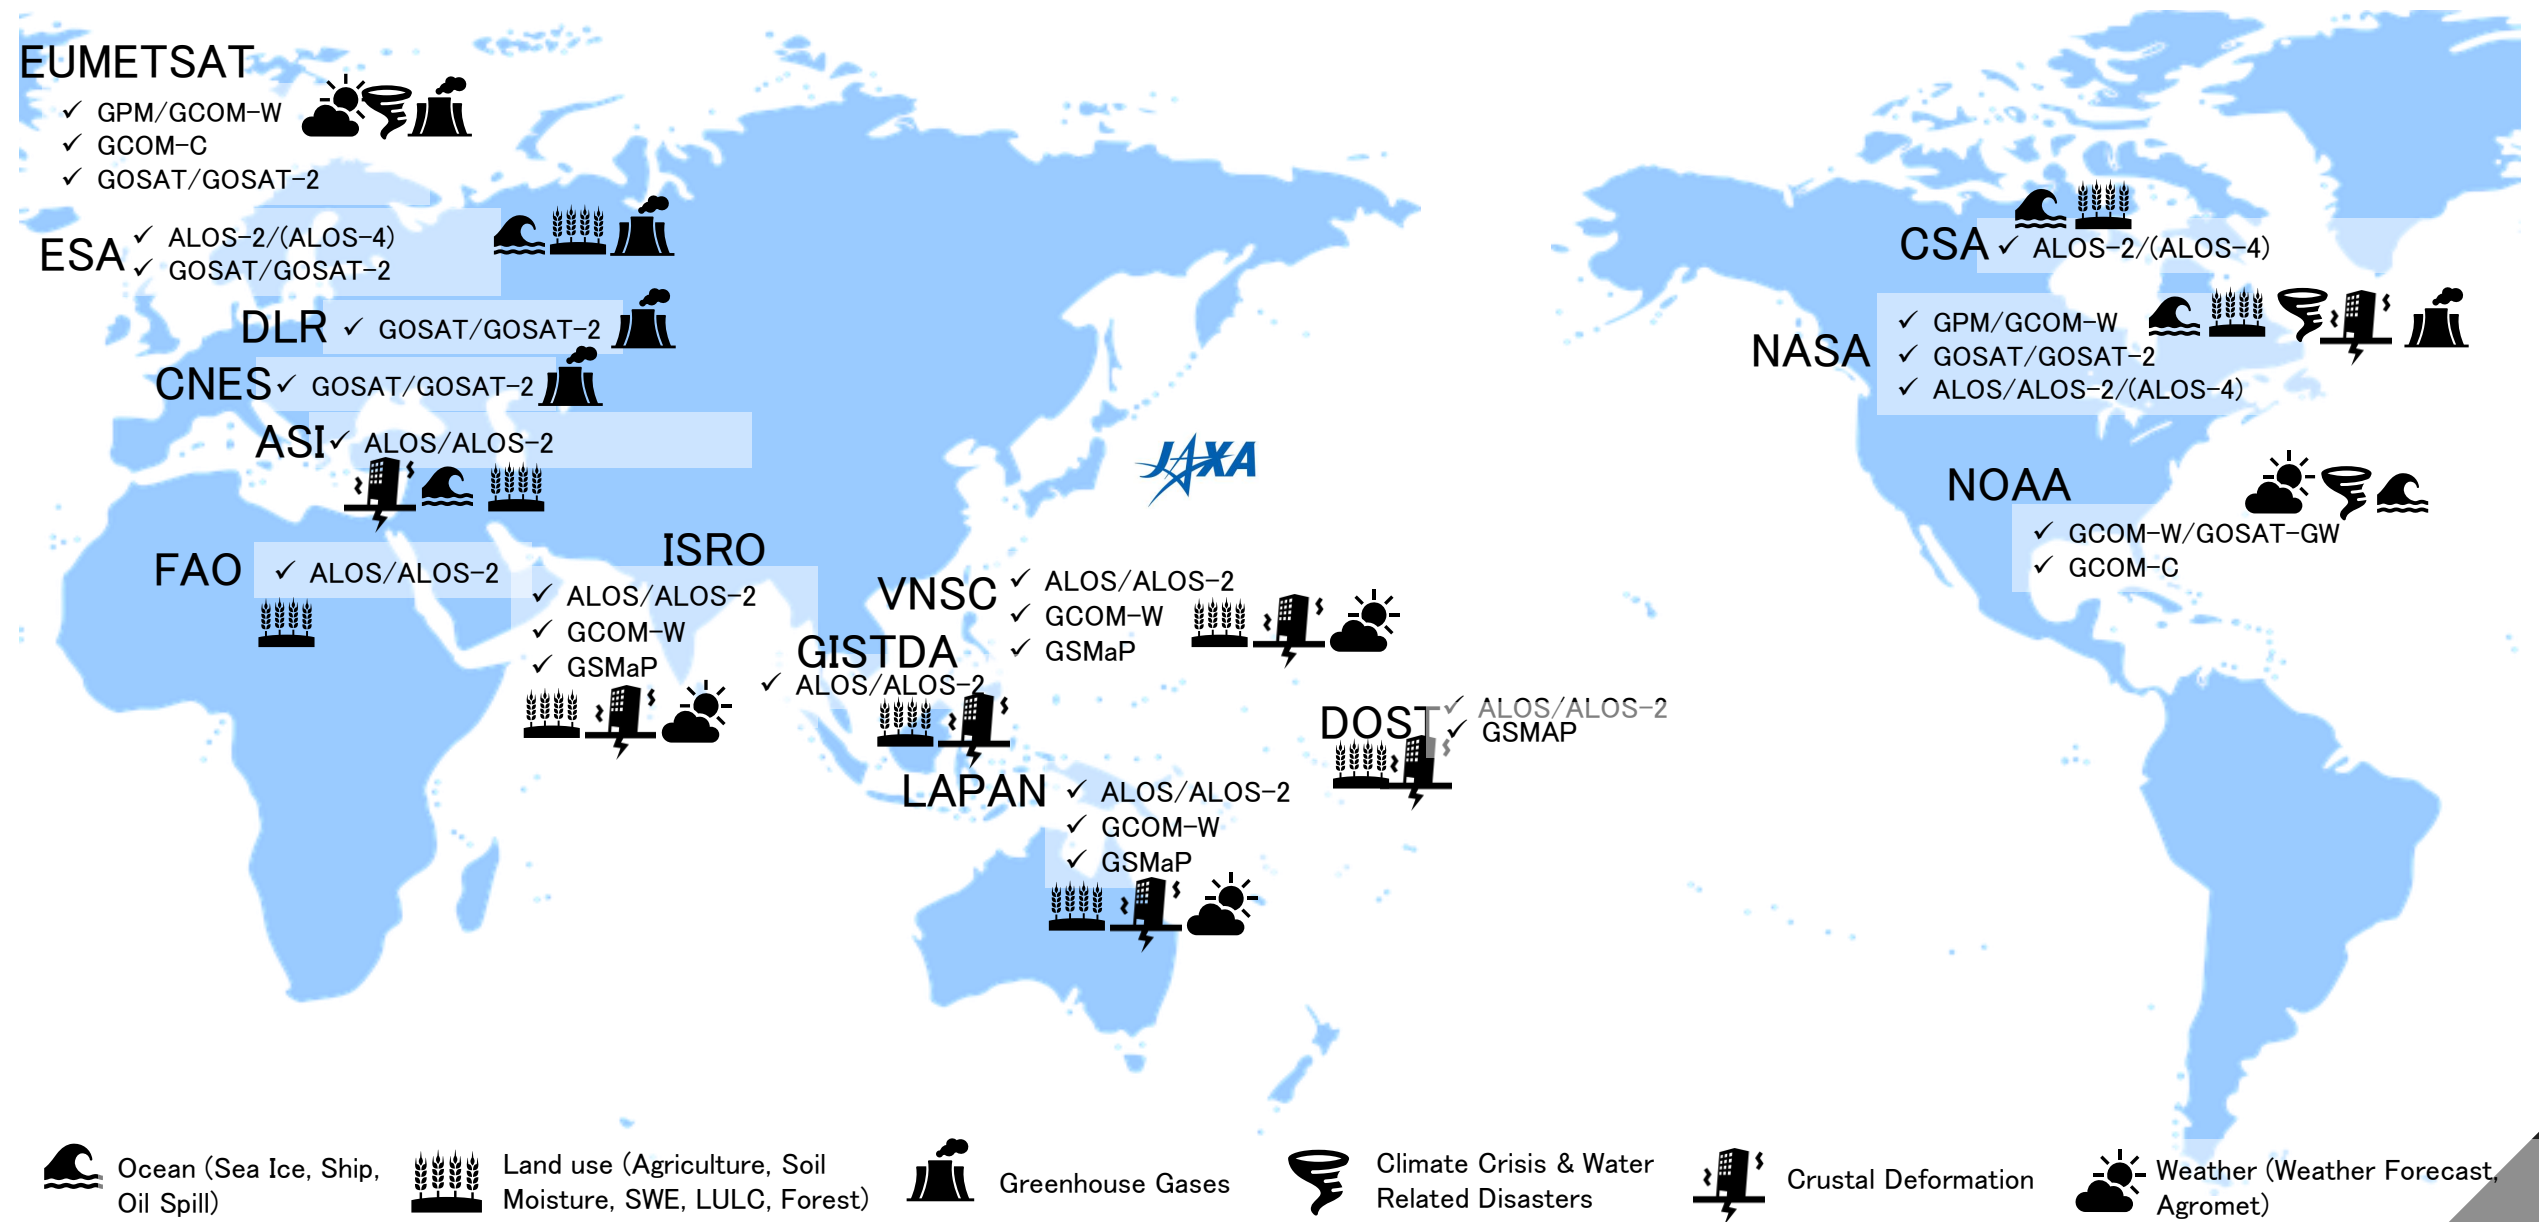 EUMETSAT
✓ GPM/GCOM-W
✓ GCOM-C
✓ GOSAT/GOSAT-2
ESA
✓ ALOS-2/(ALOS-4)
✓ GOSAT/GOSAT-2
DLR ✓ GOSAT/GOSAT-2
CNES ✓ GOSAT/GOSAT-2
ASI ✓ ALOS/ALOS-2
FAO ✓ ALOS/ALOS-2
ISRO
✓ ALOS/ALOS-2
✓ GCOM-W
✓ GSMaP
JAXA
VNSC
✓ ALOS/ALOS-2
✓ GCOM-W
✓ GSMaP
GISTDA
✓ ALOS/ALOS-2
LAPAN
✓ ALOS/ALOS-2
✓ GCOM-W
✓ GSMaP
DOST
✓ ALOS/ALOS-2
✓ GSMAP
CSA ✓ ALOS-2/(ALOS-4)
NASA
✓ GPM/GCOM-W
✓ GOSAT/GOSAT-2
✓ ALOS/ALOS-2/(ALOS-4)
NOAA
✓ GCOM-W/GOSAT-GW
✓ GCOM-C
Ocean (Sea Ice, Ship,
Oil Spill)
Land use (Agriculture, Soil
Moisture, SWE, LULC, Forest)
Greenhouse Gases
Climate Crisis & Water
Related Disasters
Crustal Deformation
Weather (Weather Forecast,
Agromet)